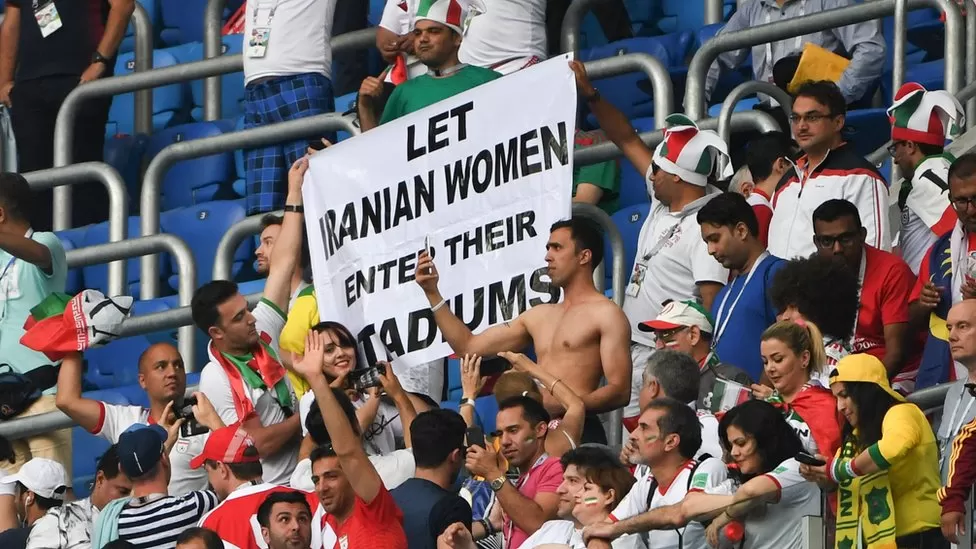 LET
IRANIAN WOMEN
ENTER THEIR
STADIUMS